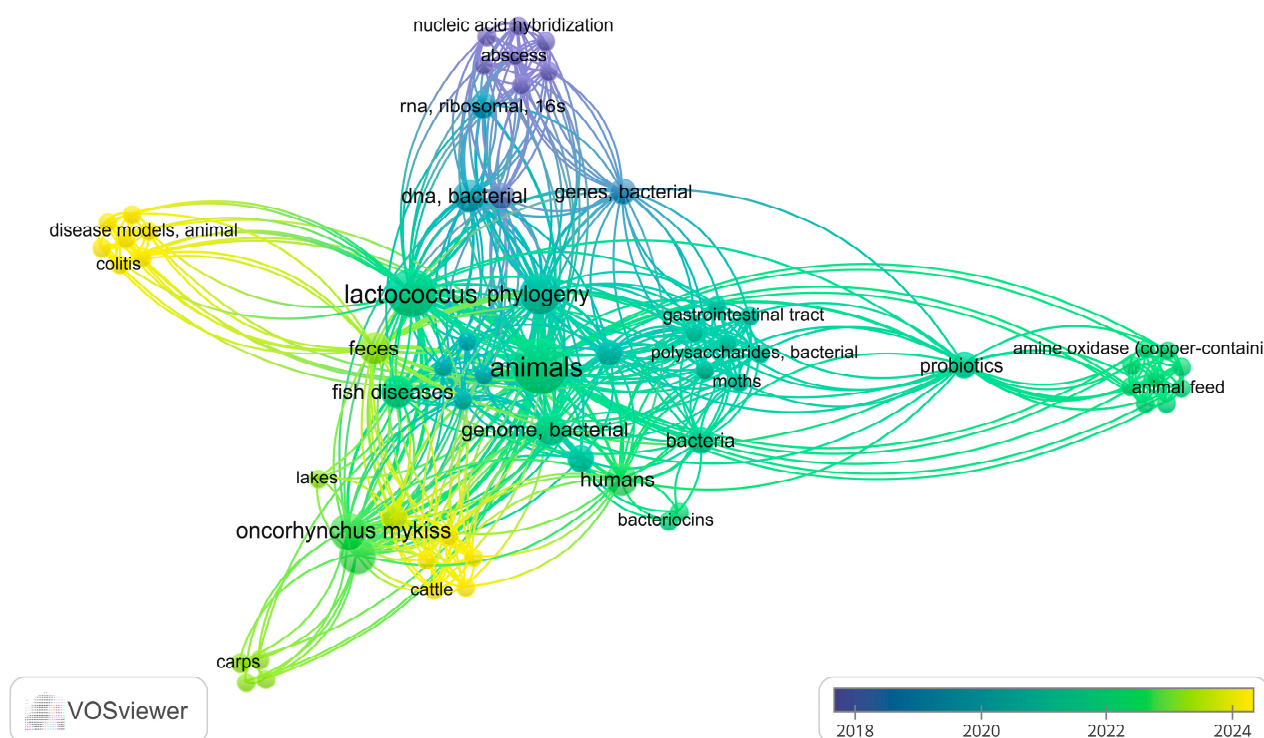 nucleic acid hybridization
abscess
rna, ribosomal, 16s
dna, bacterial
genes, bacterial
disease models, animal
colitis
lactococcus
phylogeny
gastrointestinal tract
feces
polysaccharides, bacterial
amine oxidase (copper-containi
animals
probiotics
moths
animal feed
fish diseases
genome, bacterial
bacteria
lakes
humans
bacteriocins
oncorhynchus mykiss
cattle
carps
VOSviewer
2018 2020 2022 2024